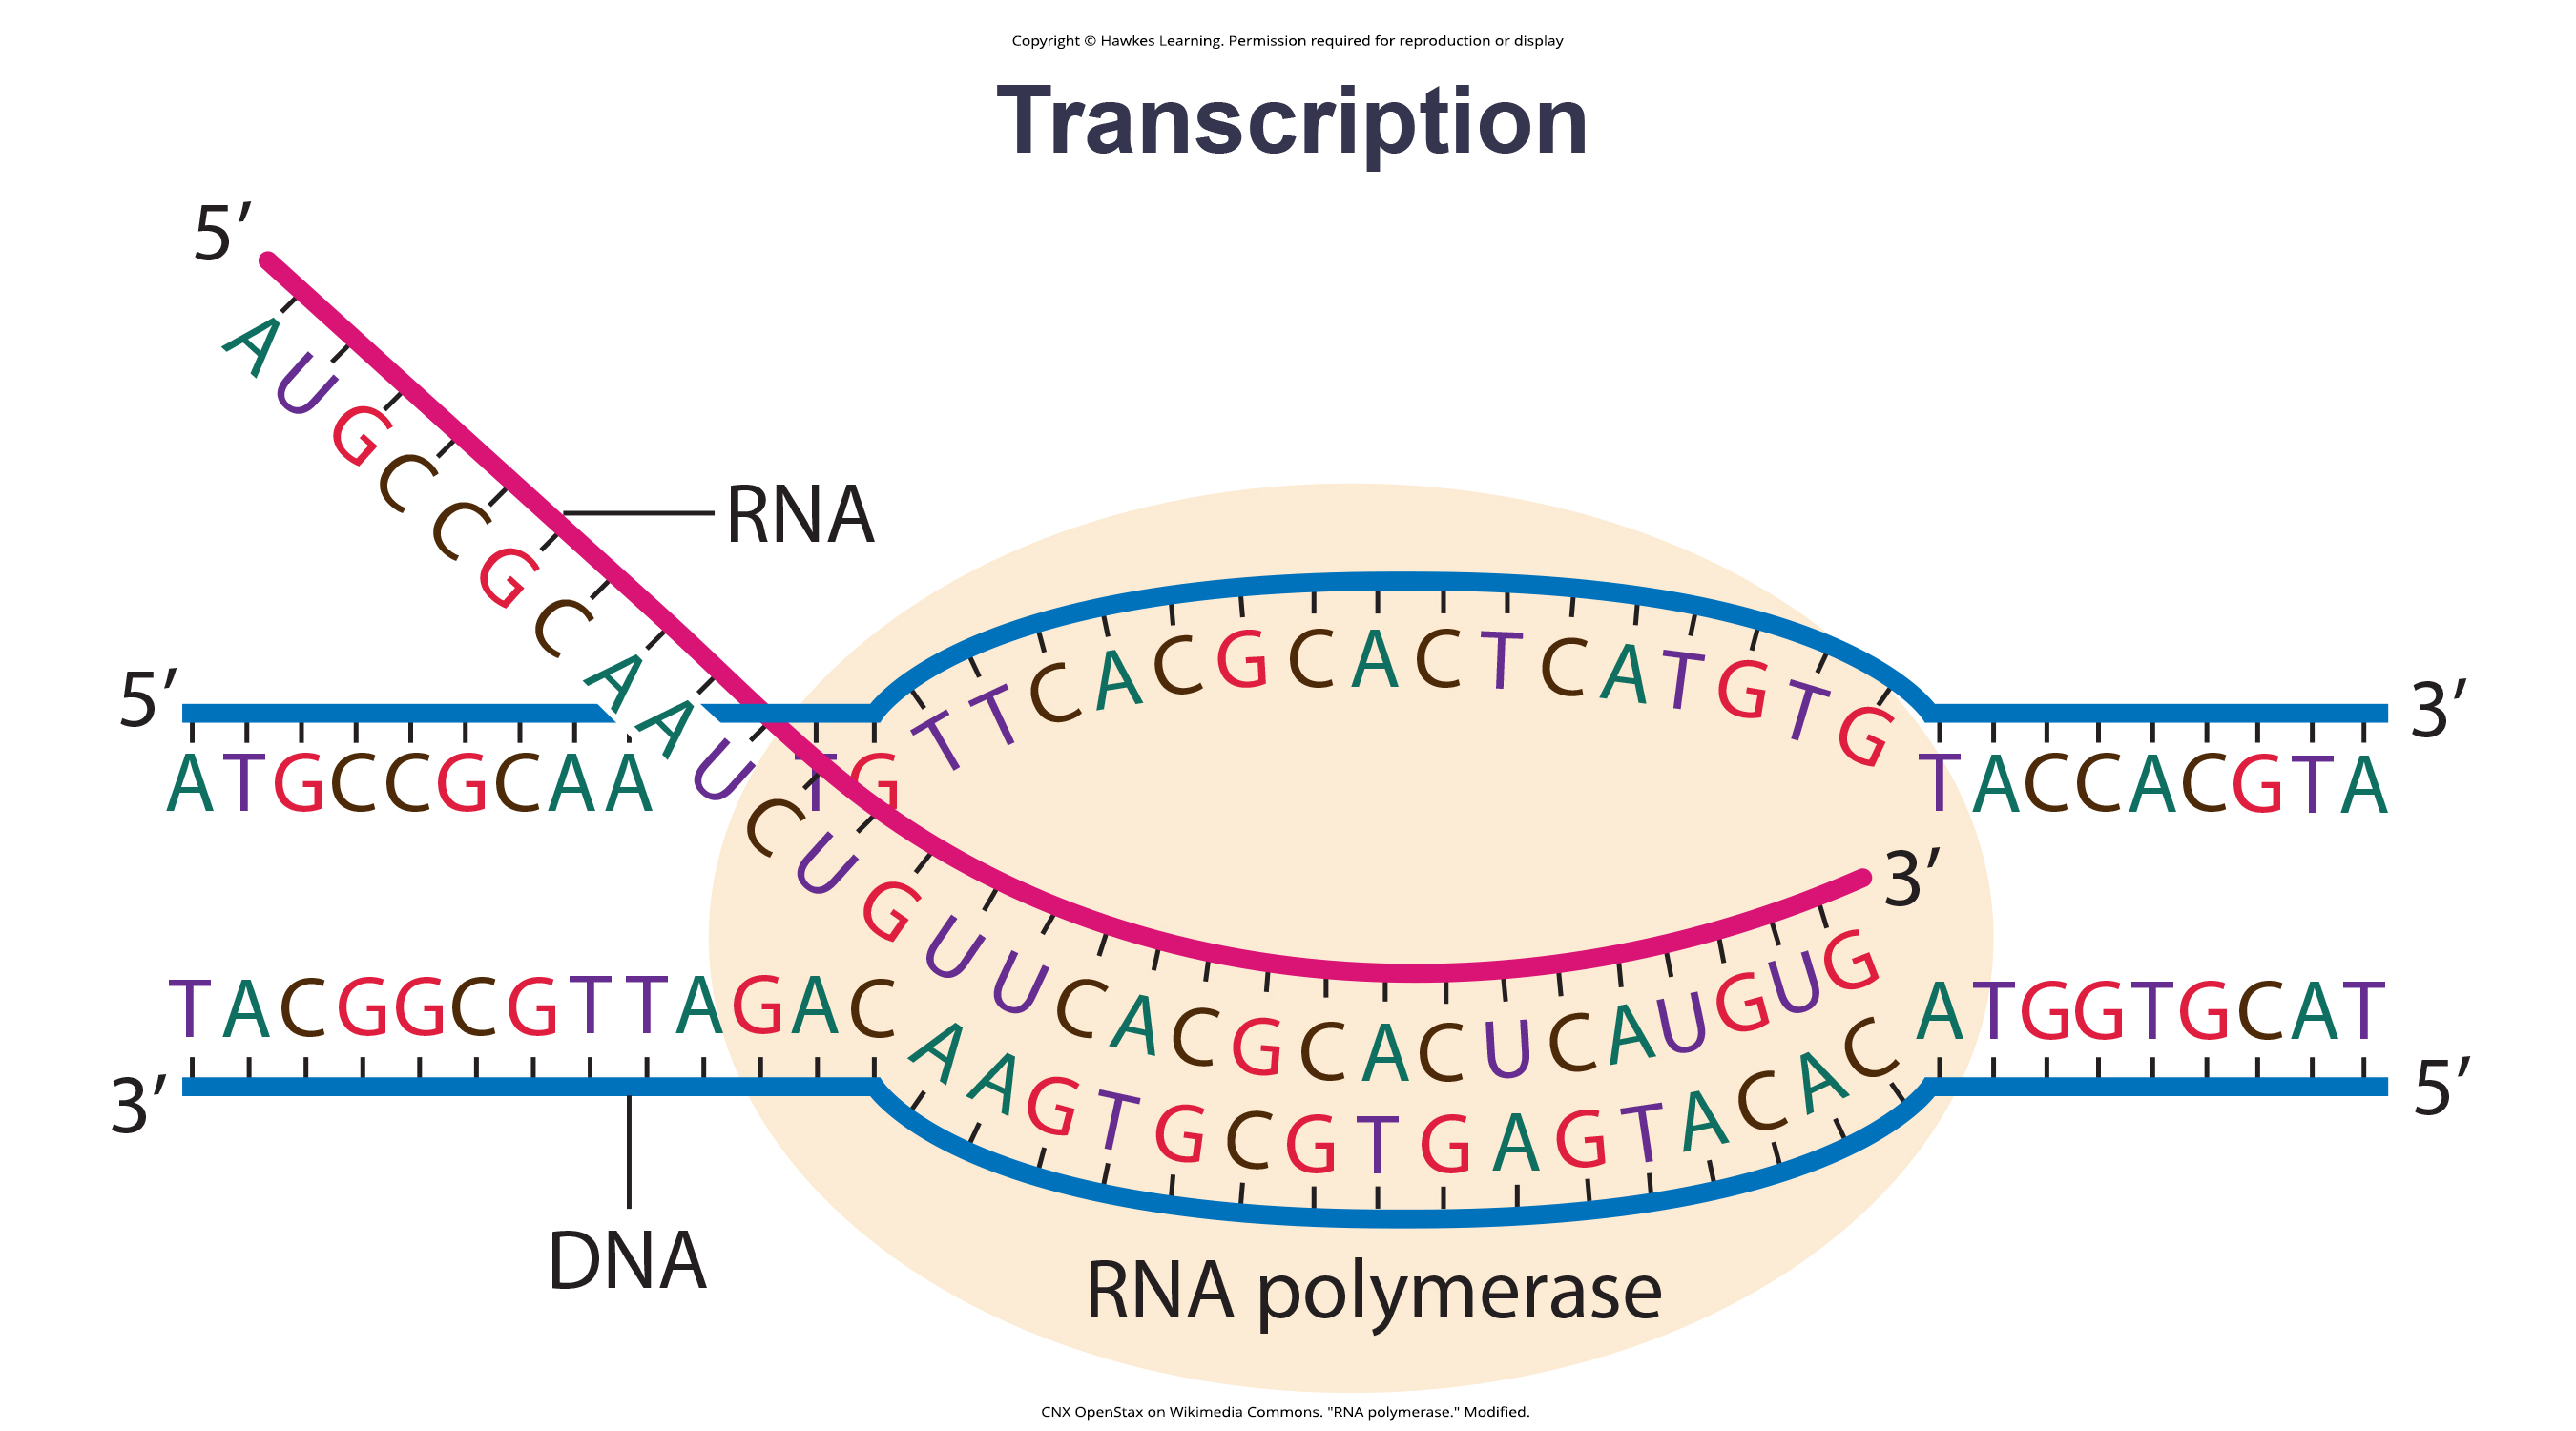 Copyright © Hawkes Learning. Permission required for reproduction or display
Transcription
5′
AUGCCGCAAUCUGUUCACGCACUCAUGUG
3′
RNA
5′
ATGCCGCAA TG TTCACGCACTCATGTG TACCACGTA
3′
3′
TACGGCGTTAGAC AAGTGCGTGAGTACAC ATGGTGCAT
5′
DNA
RNA polymerase
CNX OpenStax on Wikimedia Commons. "RNA polymerase." Modified.